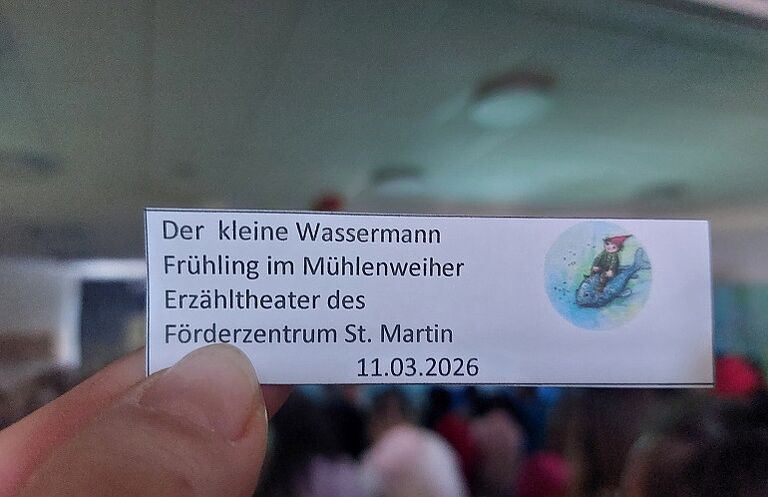 Der kleine Wassermann
Frühling im Mühlenweiher
Erzähltheater des
Förderzentrum St. Martin
11.03.2026